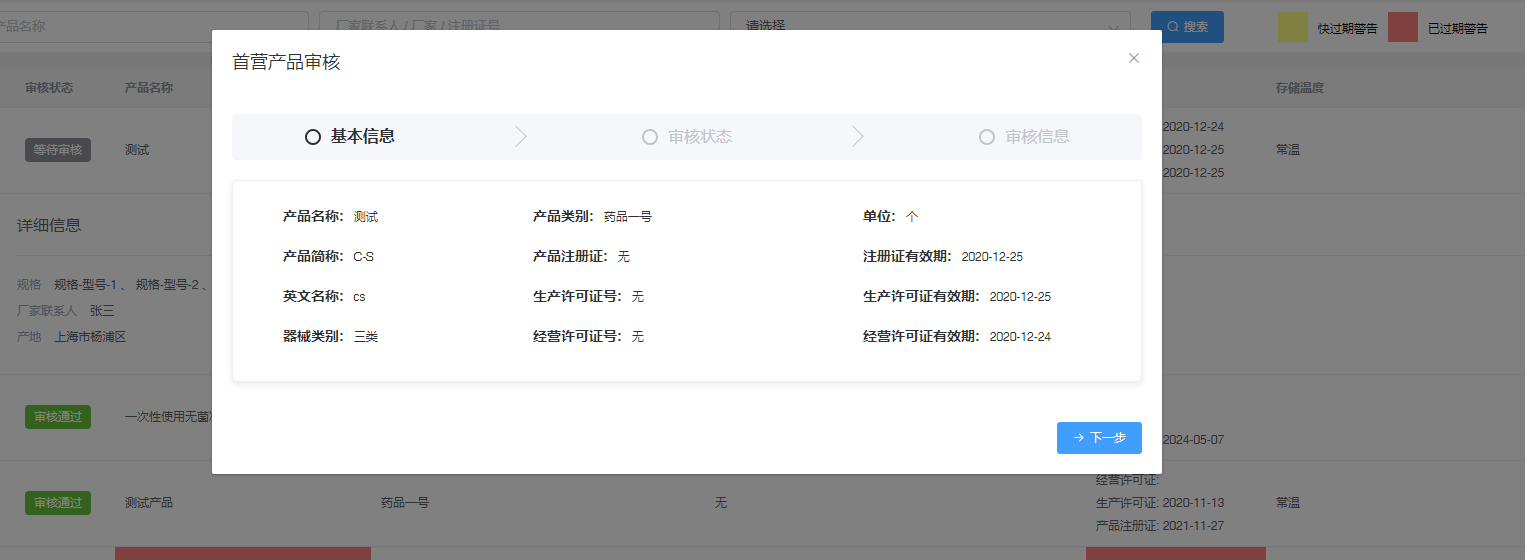 产品名称
厂家联系人 / 厂家 / 注册证号
请选择
搜索
快过期警告
已过期警告
首营产品审核
审核状态
产品名称
存储温度
基本信息
审核状态
审核信息
等待审核
测试
2020-12-24
2020-12-25
2020-12-25
常温
产品名称： 测试
产品类别： 药品一号
单位： 个
产品简称： C-S
产品注册证： 无
注册证有效期： 2020-12-25
英文名称： cs
生产许可证号： 无
生产许可证有效期： 2020-12-25
器械类别： 三类
经营许可证号： 无
经营许可证有效期： 2020-12-24
详细信息
规格 规格-型号-1 、 规格-型号-2 、
厂家联系人 张三
产地 上海市杨浦区
审核通过
一次性使用无菌
2024-05-07
下一步
审核通过
测试产品
药品一号
无
经营许可证:
生产许可证: 2020-11-13
产品注册证: 2021-11-27
常温